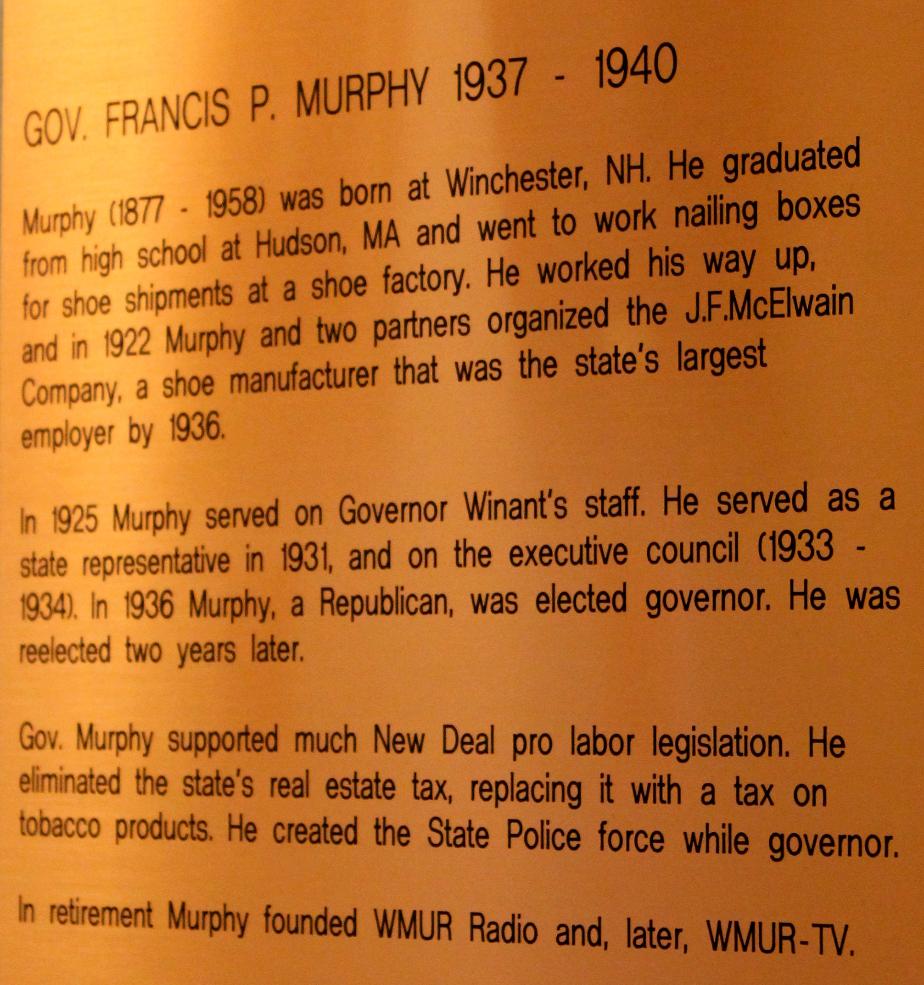 GOV. FRANCIS P. MURPHY 1937 - 1940
Murphy (1877 - 1958) was born at Winchester, NH. He graduated
from high school at Hudson, MA and went to work nailing boxes
for shoe shipments at a shoe factory. He worked his way up,
and in 1922 Murphy and two partners organized the J.F.McElwain
Company, a shoe manufacturer that was the state's largest
employer by 1936.
In 1925 Murphy served on Governor Winant's staff. He served as a
state representative in 1931, and on the executive council (1933 -
1934). In 1936 Murphy, a Republican, was elected governor. He was
reelected two years later.
Gov. Murphy supported much New Deal pro labor legislation. He
eliminated the state's real estate tax, replacing it with a tax on
tobacco products. He created the State Police force while governor.
In retirement Murphy founded WMUR Radio and, later, WMUR-TV.